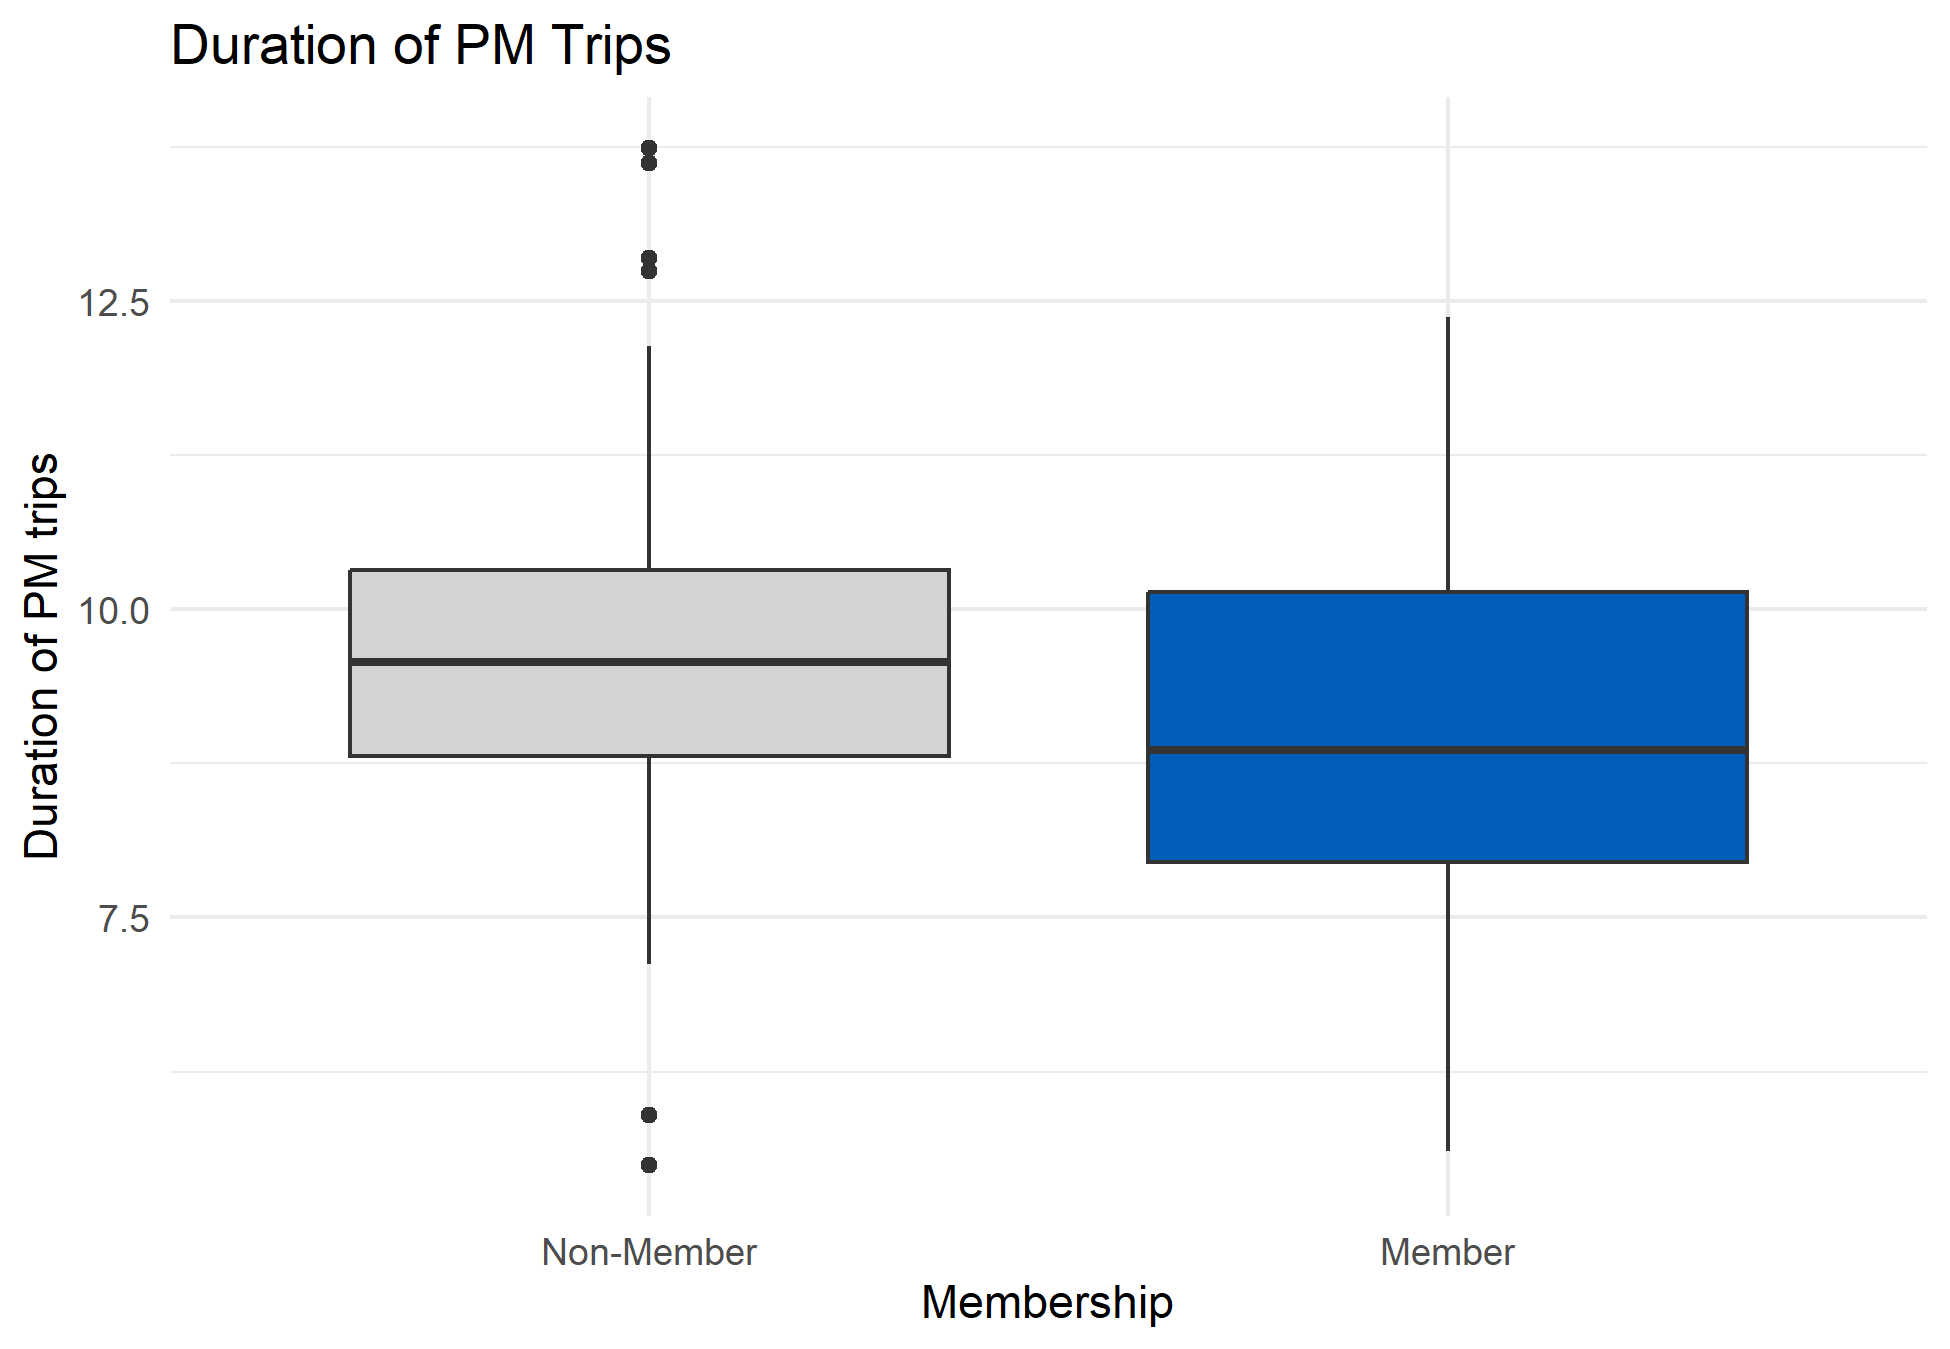 Duration of PM Trips
Duration of PM trips
12.5
10.0
7.5
Non-Member
Member
Membership